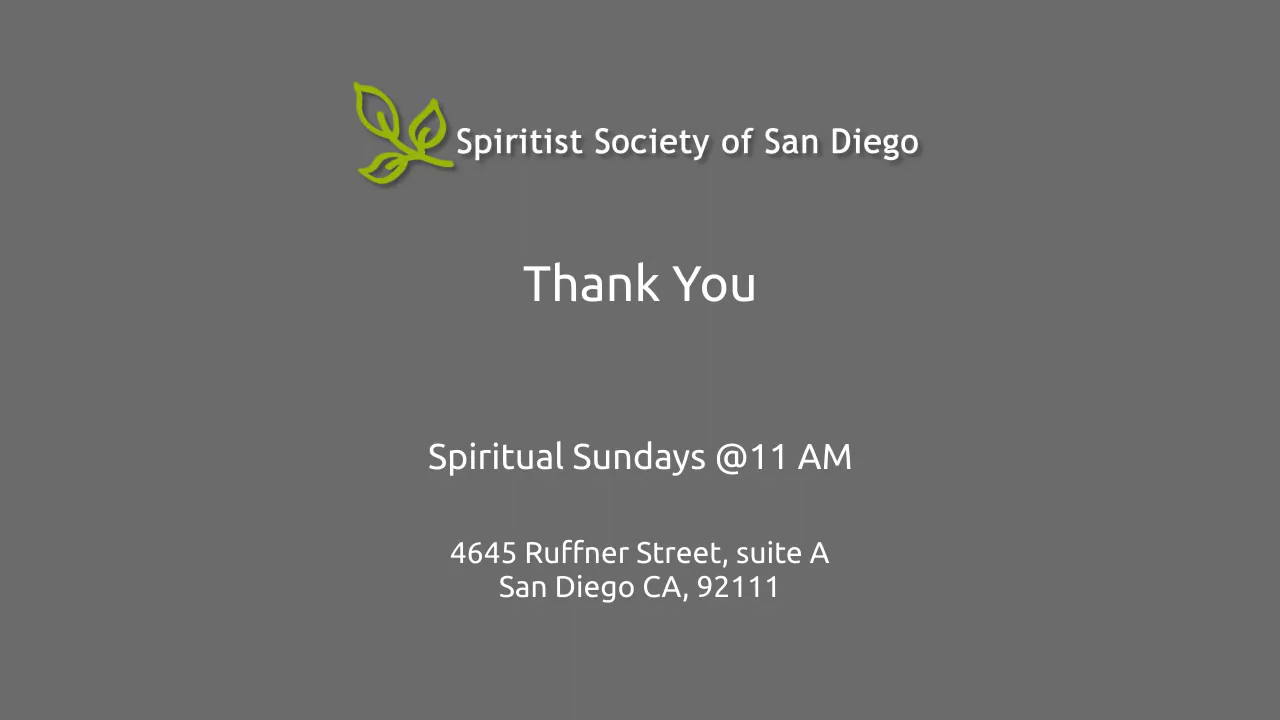 Spiritist Society of San Diego
Thank You
Spiritual Sundays @11 AM
4645 Ruffner Street, suite A
San Diego CA, 92111